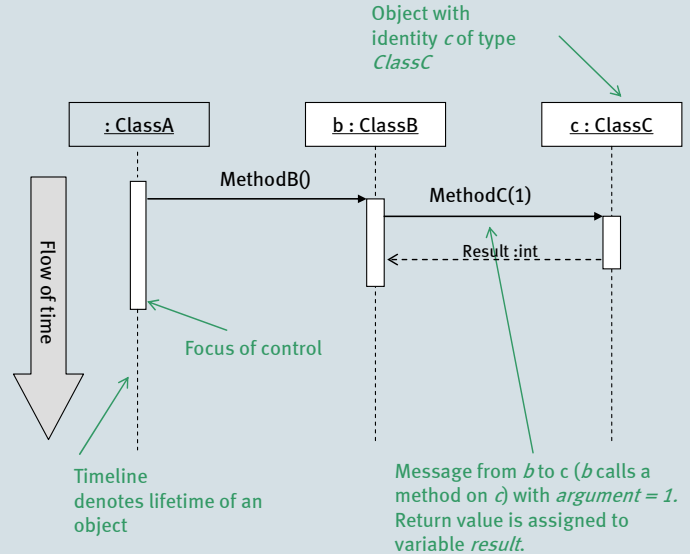 Object with
identity c of type
ClassC
: ClassA
b : ClassB
c : ClassC
MethodB()
MethodC(1)
Result :int
Flow of time
Focus of control
Timeline
denotes lifetime of an
object
Message from b to c (b calls a
method on c) with argument = 1.
Return value is assigned to
variable result.